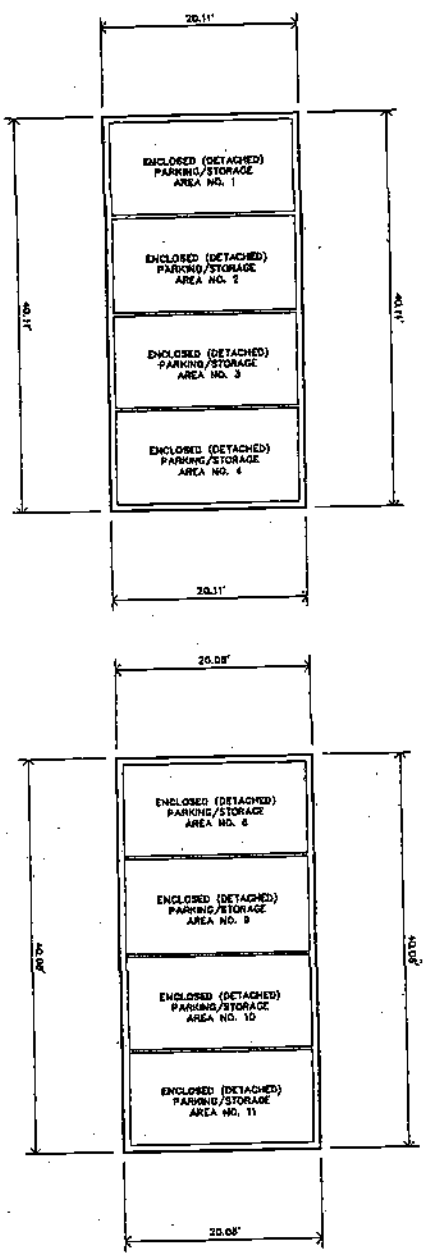 20.11'
ENCLOSED (DETACHED)
PARKING/STORAGE
AREA NO. 1
ENCLOSED (DETACHED)
PARKING/STORAGE
AREA NO. 2
40.11'
40.11'
ENCLOSED (DETACHED)
PARKING/STORAGE
AREA NO. 3
ENCLOSED (DETACHED)
PARKING/STORAGE
AREA NO. 4
20.11'
20.08'
ENCLOSED (DETACHED)
PARKING/STORAGE
AREA NO.
ENCLOSED (DETACHED)
PARKING/STORAGE
AREA NO. 9
40.08'
40.08'
ENCLOSED (DETACHED)
PARKING/STORAGE
AREA NO. 10
ENCLOSED (DETACHED)
PARKING/STORAGE
AREA NO. 11
20.08'